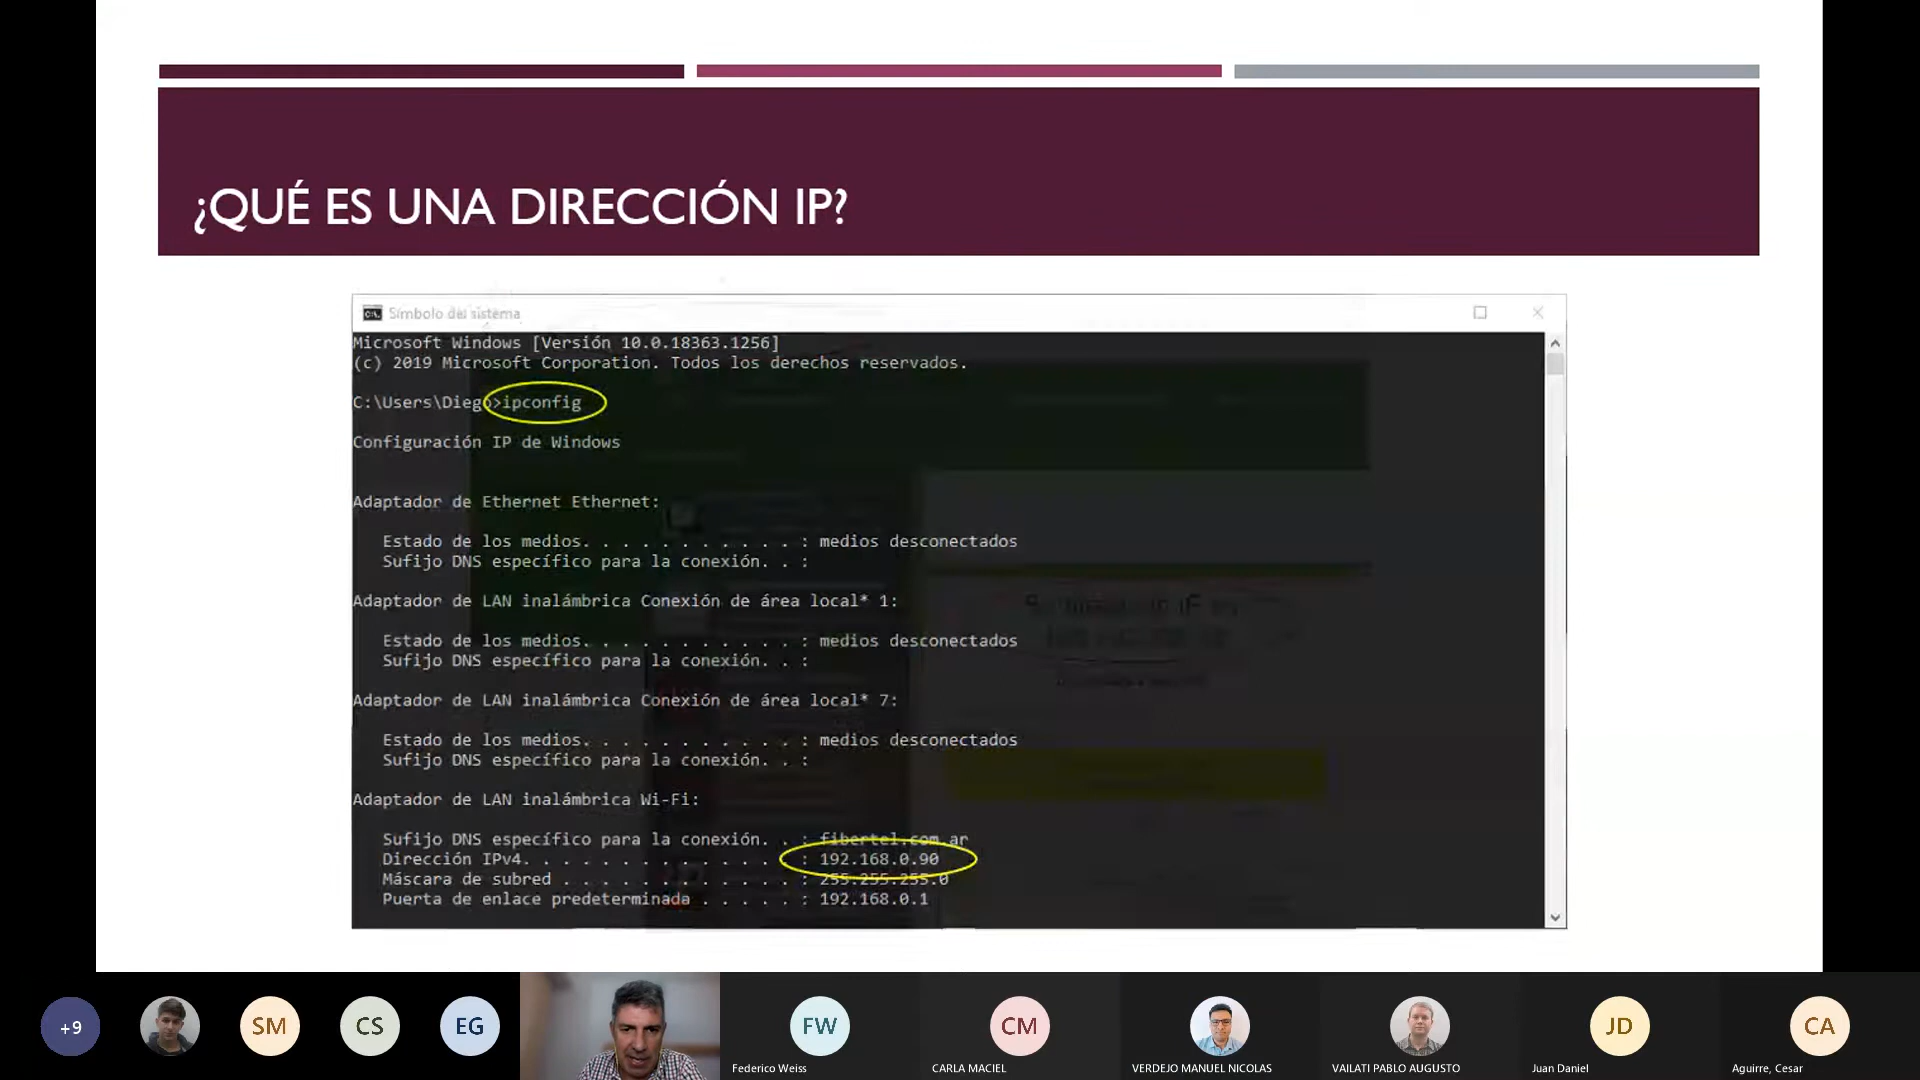 ¿QUÉ ES UNA DIRECCIÓN IP?
Símbolo del sistema
Microsoft Windows [Versión 10.0.18363.1256]
(c) 2019 Microsoft Corporation. Todos los derechos reservados.
C:\Users\Diego>ipconfig
Configuración IP de Windows
Adaptador de Ethernet Ethernet:
Estado de los medios. . . . . . . . . . . : medios desconectados
Sufijo DNS específico para la conexión. . :
Adaptador de LAN inalámbrica Conexión de área local* 1:
Estado de los medios. . . . . . . . . . . : medios desconectados
Sufijo DNS específico para la conexión. . :
Adaptador de LAN inalámbrica Conexión de área local* 7:
Estado de los medios. . . . . . . . . . . : medios desconectados
Sufijo DNS específico para la conexión. . :
Adaptador de LAN inalámbrica Wi-Fi:
Sufijo DNS específico para la conexión. . : fibertel.com.ar
Dirección IPv4. . . . . . . . . . . . . . : 192.168.0.90
Máscara de subred . . . . . . . . . . . . : 255.255.255.0
Puerta de enlace predeterminada . . . . . : 192.168.0.1
+9
SM
CS
EG
FW
CM
JD
CA
Federico Weiss
CARLA MACIEL
VERDEJO MANUEL NICOLAS
VAILATI PABLO AUGUSTO
Juan Daniel
Aguirre, Cesar